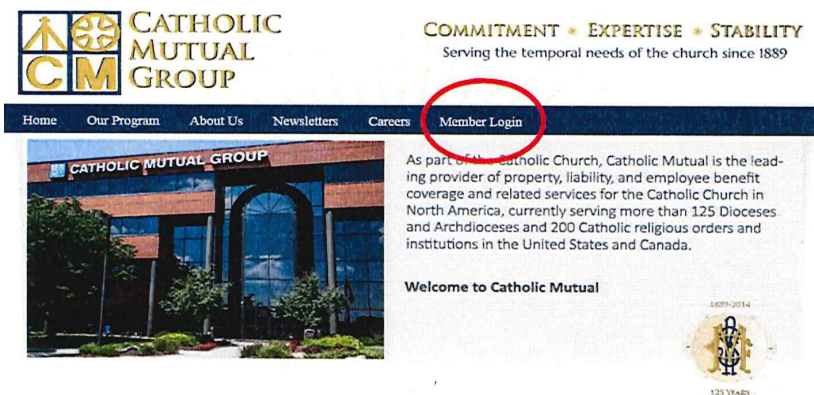 CATHOLIC
MUTUAL
GROUP
CM
COMMITMENT * EXPERTISE * STABILITY
Serving the temporal needs of the church since 1889
Home Our Program About Us Newsletters Careers Member Login
CATHOLIC MUTUAL GROUP
As part of the Catholic Church, Catholic Mutual is the lead-
ing provider of property, liability, and employee benefit
coverage and related services for the Catholic Church in
North America, currently serving more than 125 Dioceses
and Archdioceses and 200 Catholic religious orders and
institutions in the United States and Canada.
Welcome to Catholic Mutual
1889-2014
125 YEARS